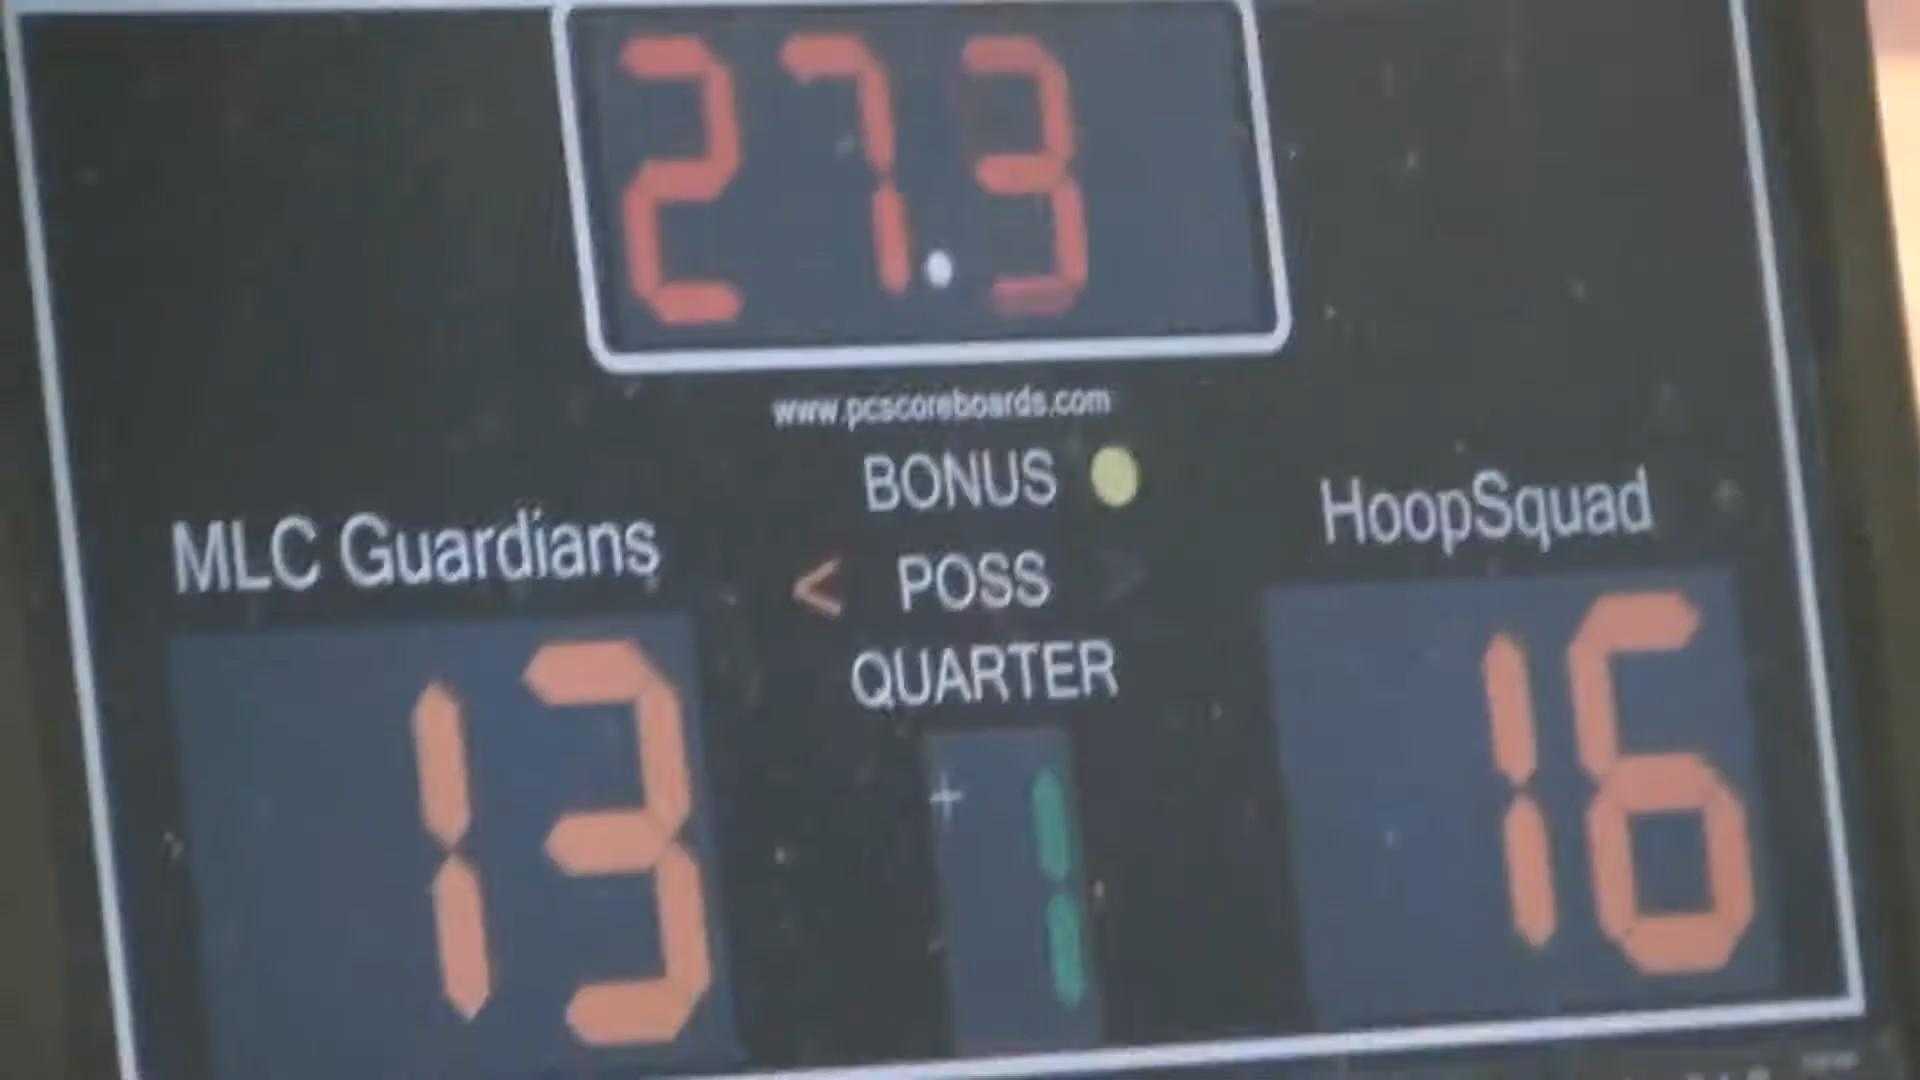 27.3
www.pcscoreboards.com
BONUS
MLC Guardians
HoopSquad
< POSS >
QUARTER
13
1
16